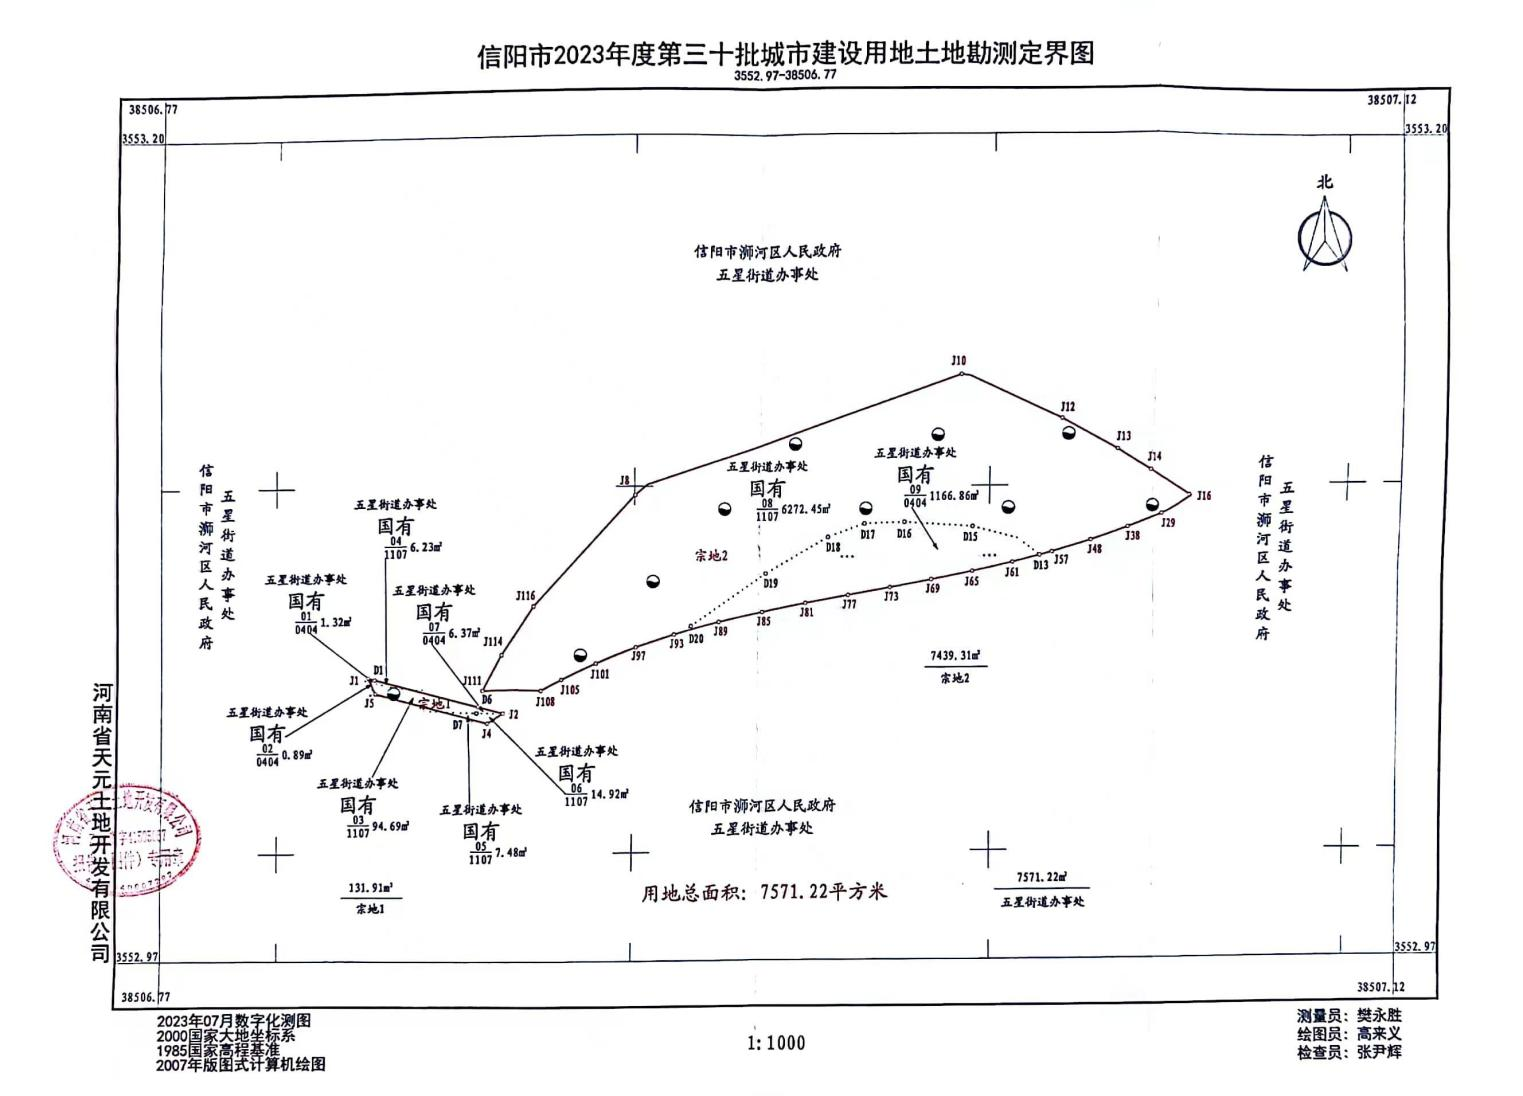 信阳市2023年度第三十批城市建设用地土地勘测定界图
3552.97-38506.77
38506.77
38507.12
3553.20
3553.20
北
信阳市浉河区人民政府
五星街道办事处
J10
J12
J13
J14
J16
J29
J38
J48
J57
D13
J61
J65
J69
J73
J77
J81
J85
J89
D20
J93
J97
J101
J105
J108
D6
J111
J114
J116
J8
D15
D16
D17
D18
D19
五星街道办事处
国有
08
1107
6272.45㎡
五星街道办事处
国有
09
0404
1166.86㎡
宗地2
信阳市浉河区人民政府
五星街道办事处
信阳市浉河区人民政府
五星街道办事处
五星街道办事处
国有
04
1107
6.23㎡
五星街道办事处
国有
01
0404
1.32㎡
五星街道办事处
国有
07
0404
6.37㎡
D1
J1
J5
宗地1
D7
J2
J4
五星街道办事处
国有
02
0404
0.89㎡
五星街道办事处
国有
03
1107
94.69㎡
五星街道办事处
国有
05
1107
7.48㎡
五星街道办事处
国有
06
1107
14.92㎡
7439.31㎡
宗地2
信阳市浉河区人民政府
五星街道办事处
131.91㎡
宗地1
用地总面积：7571.22平方米
7571.22㎡
五星街道办事处
河南省天元土地开发有限公司
3552.97
3552.97
38506.77
38507.12
2023年07月数字化测图
2000国家大地坐标系
1985国家高程基准
2007年版图式计算机绘图
1:1000
测量员：樊永胜
绘图员：高来义
检查员：张尹辉